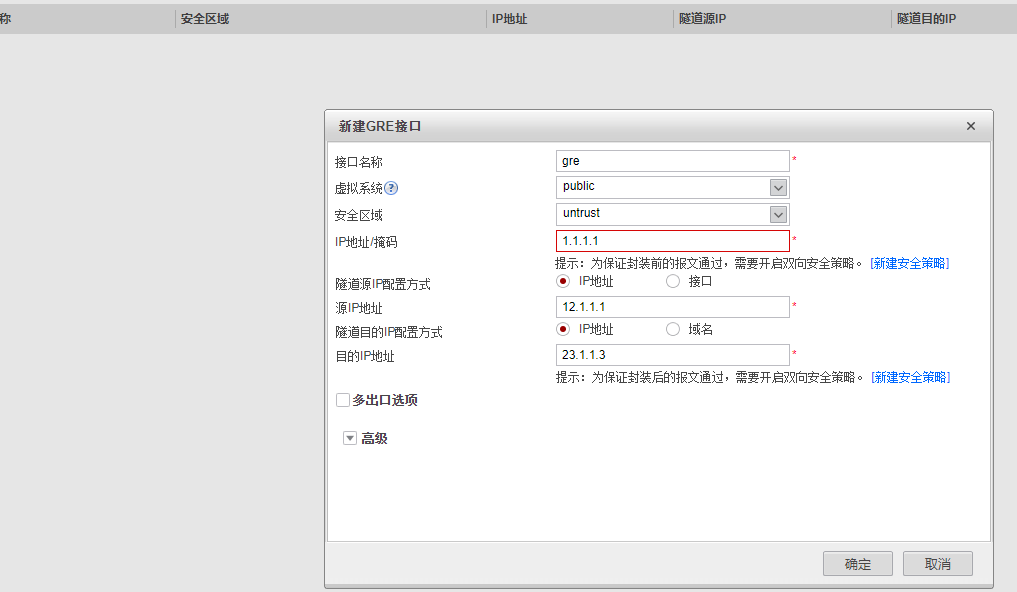 称 安全区域 IP地址 隧道源IP 隧道目的IP
新建GRE接口
接口名称 gre *
虚拟系统 ? public
安全区域 untrust
IP地址/掩码 1.1.1.1 *
提示：为保证封装前的报文通过，需要开启双向安全策略。 [新建安全策略]
隧道源IP配置方式 IP地址 接口
源IP地址 12.1.1.1 *
隧道目的IP配置方式 IP地址 域名
目的IP地址 23.1.1.3 *
提示：为保证封装后的报文通过，需要开启双向安全策略。 [新建安全策略]
多出口选项
高级
确定 取消